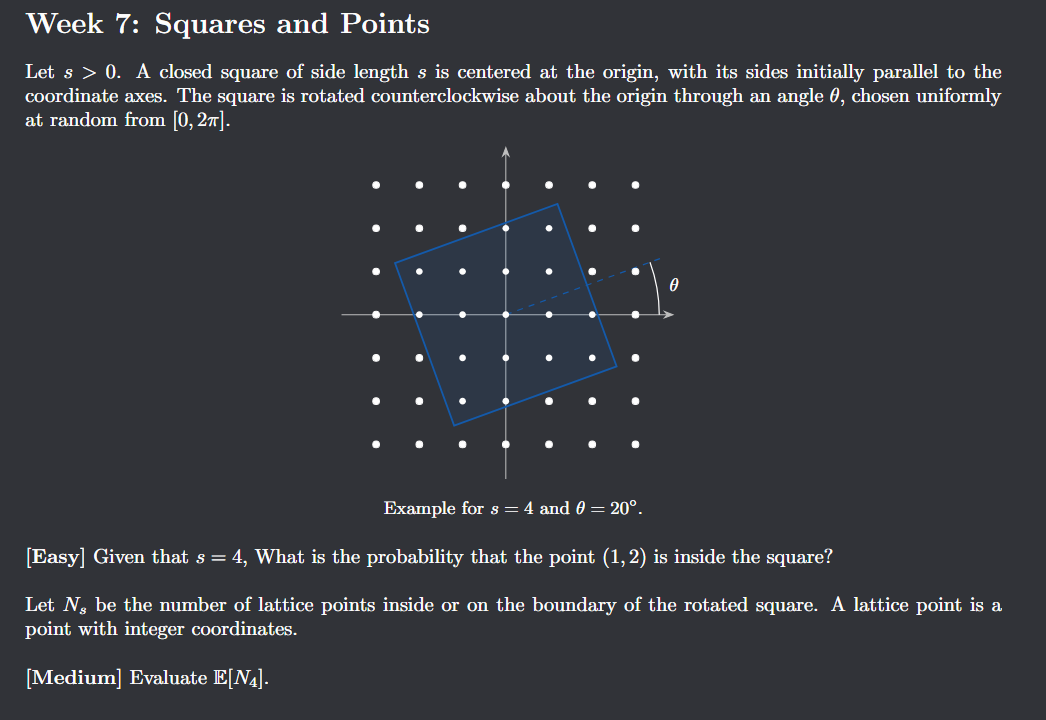 Week 7: Squares and Points
Let s > 0. A closed square of side length s is centered at the origin, with its sides initially parallel to the
coordinate axes. The square is rotated counterclockwise about the origin through an angle θ, chosen uniformly
at random from [0, 2π].
θ
Example for s = 4 and θ = 20°.
[Easy] Given that s = 4, What is the probability that the point (1, 2) is inside the square?
Let Nₛ be the number of lattice points inside or on the boundary of the rotated square. A lattice point is a
point with integer coordinates.
[Medium] Evaluate 𝔼[N₄].